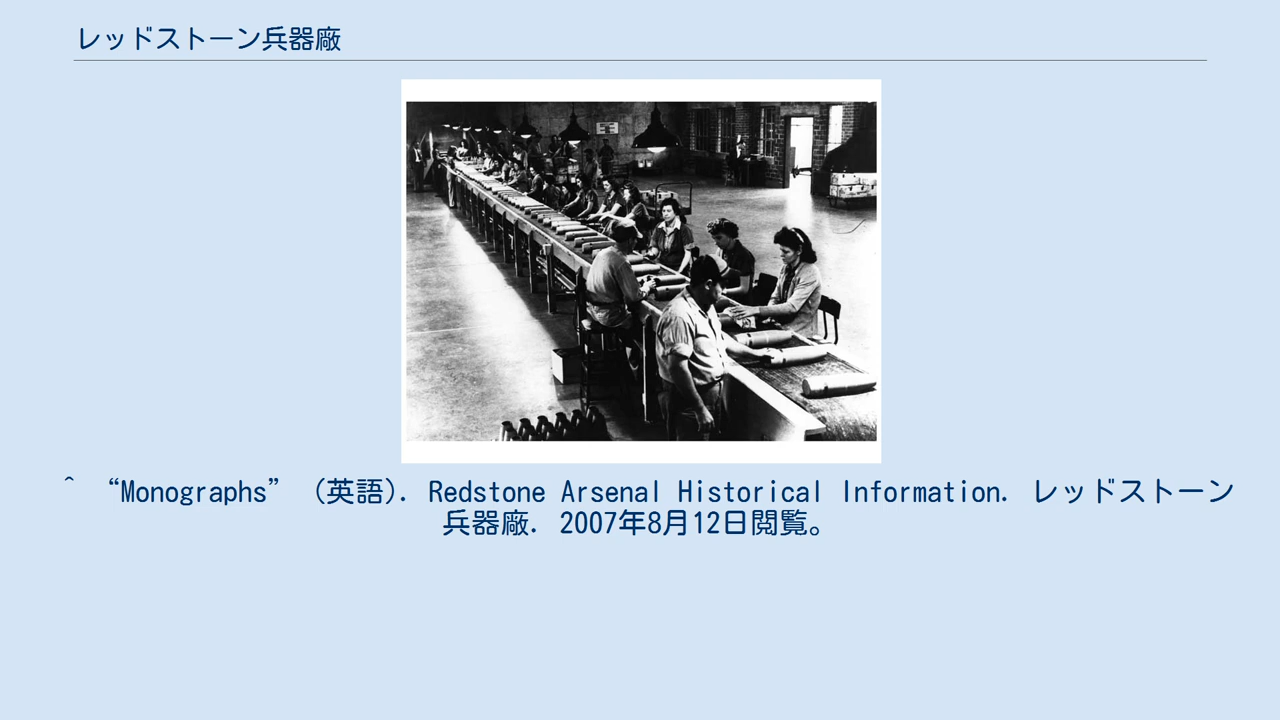 レッドストーン兵器廠
^ “Monographs” (英語). Redstone Arsenal Historical Information. レッドストーン
兵器廠. 2007年8月12日閲覧。